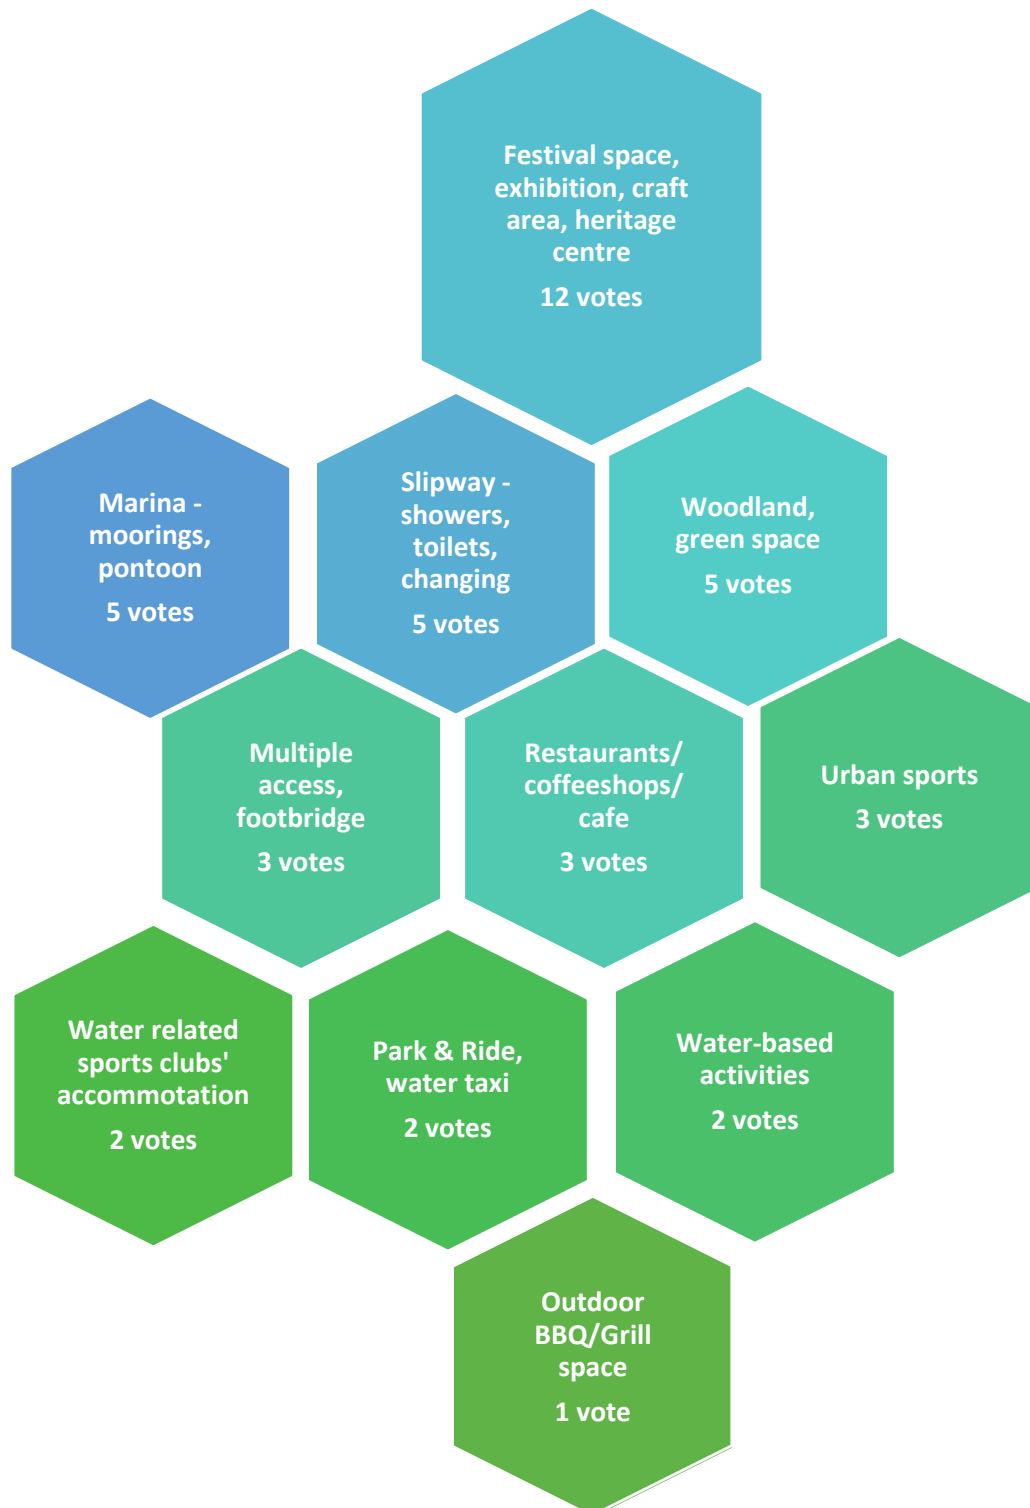 Festival space,
exhibition, craft
area, heritage
centre
12 votes
Marina -
moorings,
pontoon
5 votes
Slipway -
showers,
toilets,
changing
5 votes
Woodland,
green space
5 votes
Multiple
access,
footbridge
3 votes
Restaurants/
coffeeshops/
cafe
3 votes
Urban sports
3 votes
Water related
sports clubs'
accommotation
2 votes
Park & Ride,
water taxi
2 votes
Water-based
activities
2 votes
Outdoor
BBQ/Grill
space
1 vote